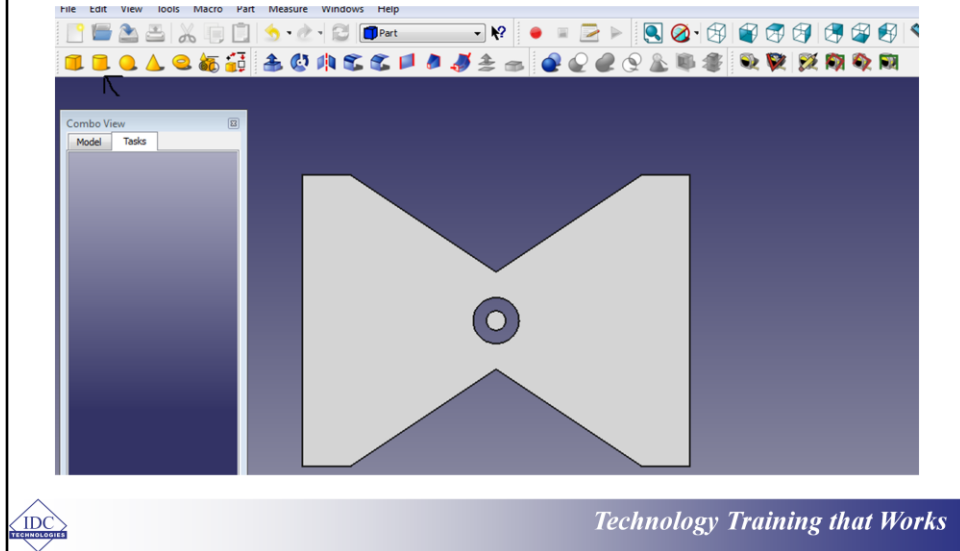 File Edit View Tools Macro Part Measure Windows Help
Part
Combo View
Model Tasks
IDC
TECHNOLOGIES
Technology Training that Works